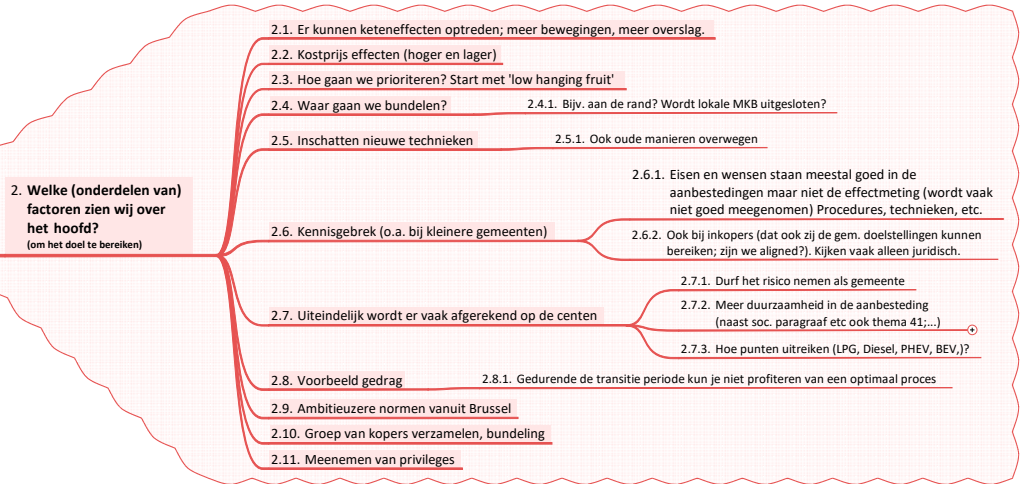 2. Welke (onderdelen van)
factoren zien wij over
het hoofd?
(om het doel te bereiken)
2.1. Er kunnen keteneffecten optreden; meer bewegingen, meer overslag.
2.2. Kostprijs effecten (hoger en lager)
2.3. Hoe gaan we prioriteren? Start met 'low hanging fruit'
2.4. Waar gaan we bundelen?
2.4.1. Bijv. aan de rand? Wordt lokale MKB uitgesloten?
2.5. Inschatten nieuwe technieken
2.5.1. Ook oude manieren overwegen
2.6. Kennisgebrek (o.a. bij kleinere gemeenten)
2.6.1. Eisen en wensen staan meestal goed in de
aanbestedingen maar niet de effectmeting (wordt vaak
niet goed meegenomen) Procedures, technieken, etc.
2.6.2. Ook bij inkopers (dat ook zij de gem. doelstellingen kunnen
bereiken; zijn we aligned?). Kijken vaak alleen juridisch.
2.7. Uiteindelijk wordt er vaak afgerekend op de centen
2.7.1. Durf het risico nemen als gemeente
2.7.2. Meer duurzaamheid in de aanbesteding
(naast soc. paragraaf etc ook thema 41;...)
2.7.3. Hoe punten uitreiken (LPG, Diesel, PHEV, BEV,)?
2.8. Voorbeeld gedrag
2.8.1. Gedurende de transitie periode kun je niet profiteren van een optimaal proces
2.9. Ambitieuzere normen vanuit Brussel
2.10. Groep van kopers verzamelen, bundeling
2.11. Meenemen van privileges